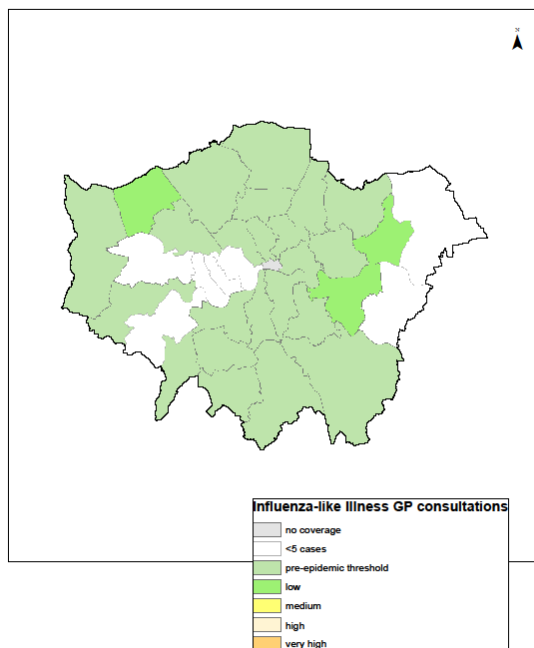 Influenza-like Illness GP consultations
no coverage
<5 cases
pre-epidemic threshold
low
medium
high
very high